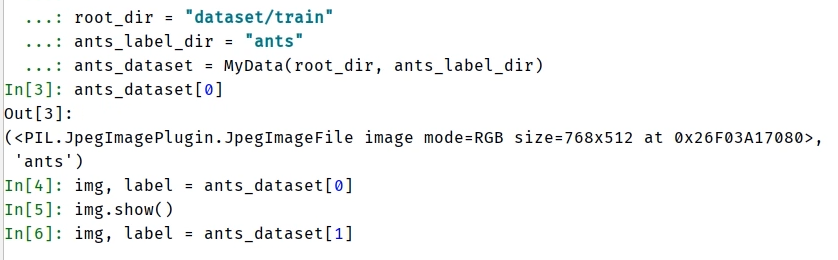 ...: root_dir = "dataset/train"
...: ants_label_dir = "ants"
...: ants_dataset = MyData(root_dir, ants_label_dir)
In[3]: ants_dataset[0]
Out[3]:
(<PIL.JpegImagePlugin.JpegImageFile image mode=RGB size=768x512 at 0x26F03A17080>,
'ants')
In[4]: img, label = ants_dataset[0]
In[5]: img.show()
In[6]: img, label = ants_dataset[1]